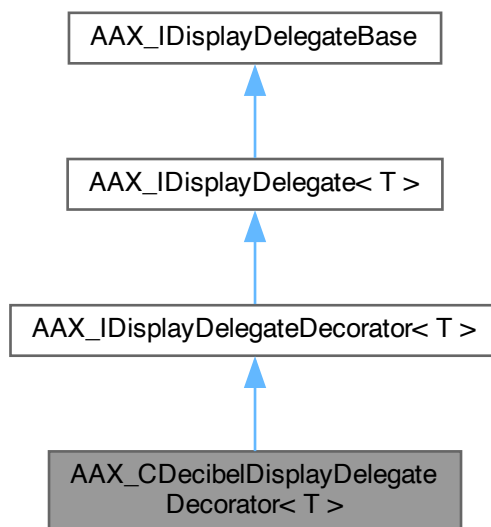 AAX_IDisplayDelegateBase
AAX_IDisplayDelegate< T >
AAX_IDisplayDelegateDecorator< T >
AAX_CDecibelDisplayDelegate
Decorator< T >